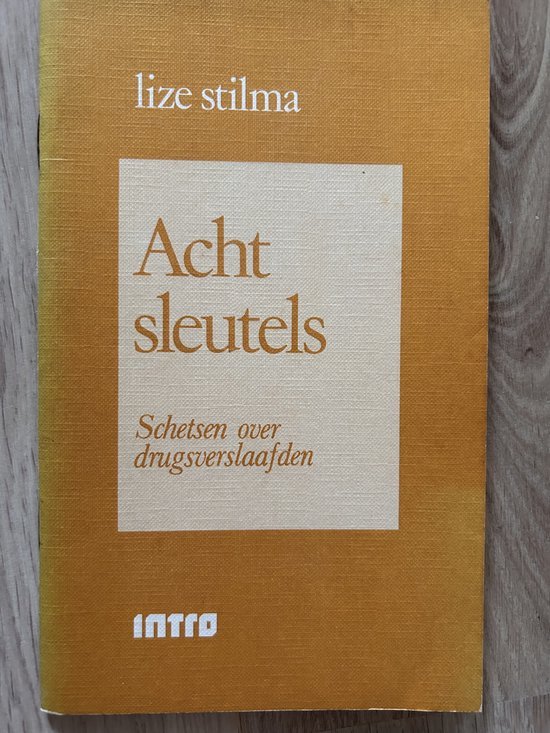 lize stilma
Acht
sleutels
Schetsen over
drugsverslaafden
intro